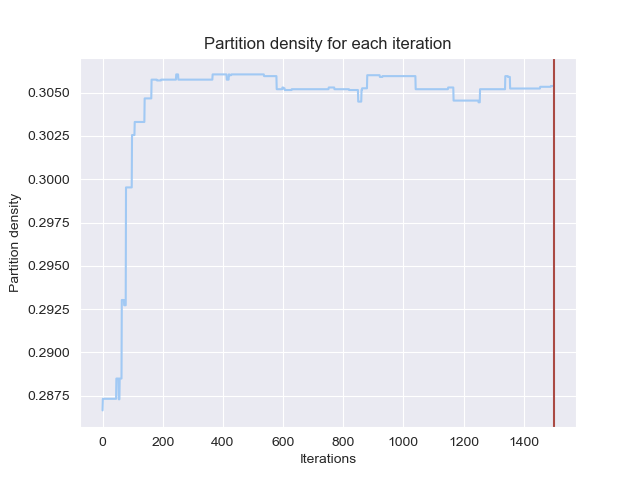 Partition density for each iteration
Partition density
0.3050
0.3025
0.3000
0.2975
0.2950
0.2925
0.2900
0.2875
0 200 400 600 800 1000 1200 1400
Iterations